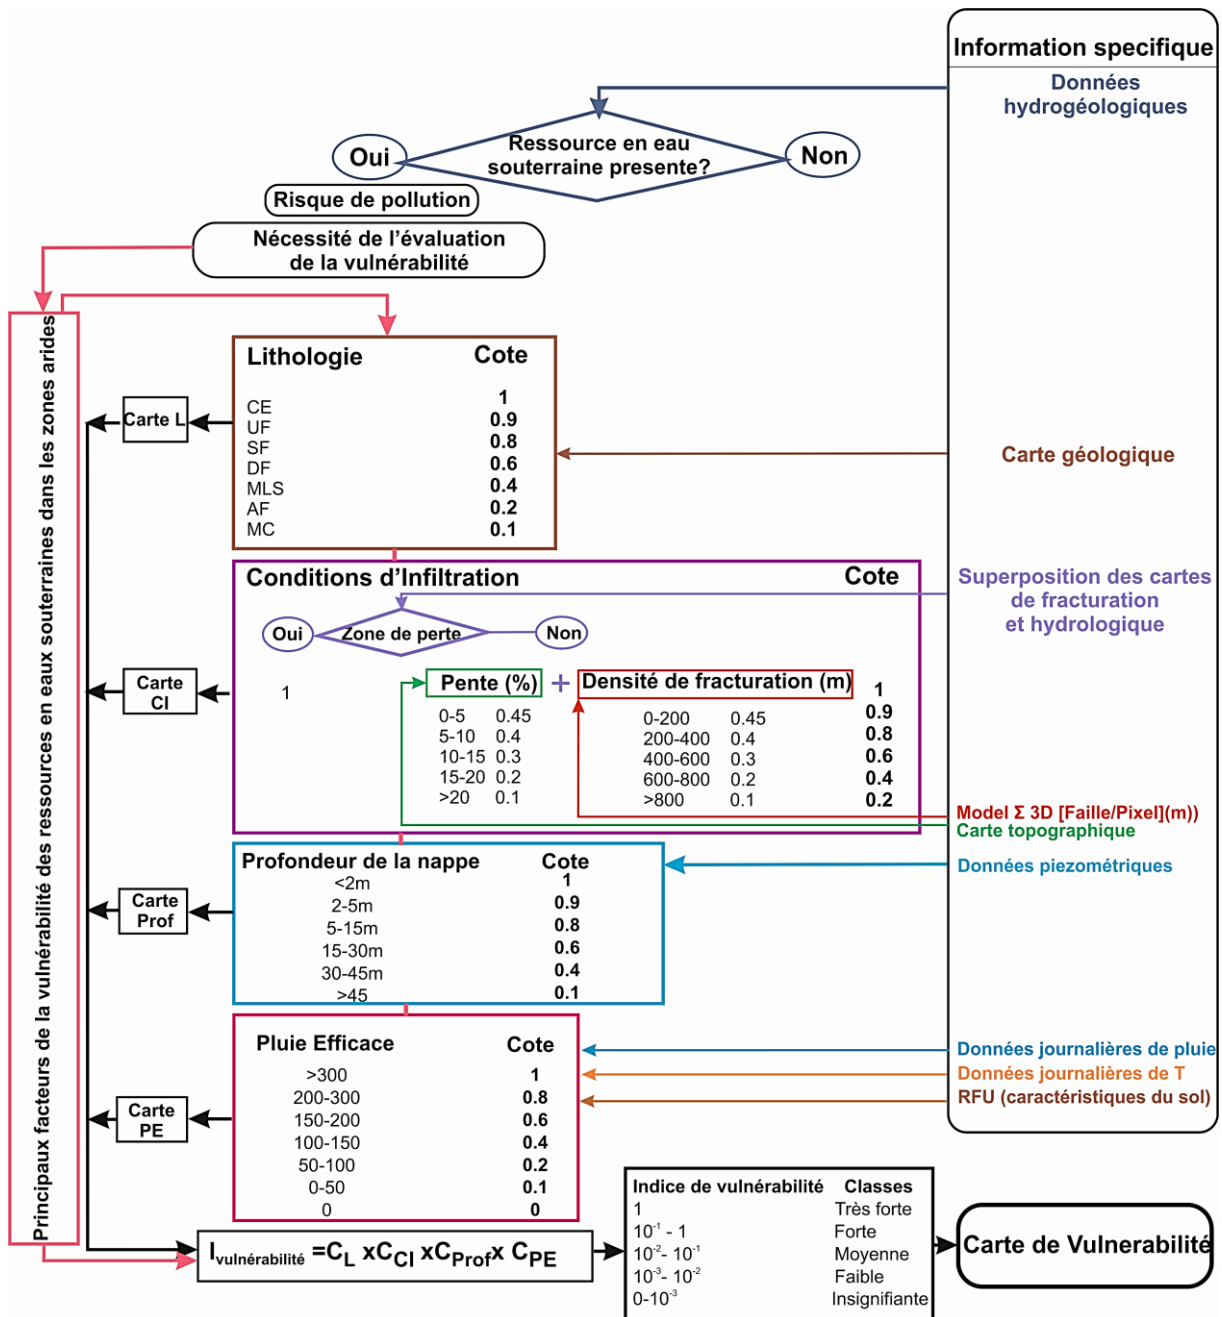 Information specifique
Données
hydrogéologiques
Ressource en eau
souterraine presente?
Oui
Non
Risque de pollution
Nécessité de l'évaluation
de la vulnérabilité
Principaux facteurs de la vulnérabilité des ressources en eaux souterraines dans les zones arides
Lithologie Cote
CE 1
UF 0.9
SF 0.8
DF 0.6
MLS 0.4
AF 0.2
MC 0.1
Carte L
Carte géologique
Conditions d'Infiltration Cote
Superposition des cartes
de fracturation
et hydrologique
Oui
Zone de perte
Non
Carte
CI
1
Pente (%) + Densité de fracturation (m) 1
0-5 0.45 0-200 0.45 0.9
5-10 0.4 200-400 0.4 0.8
10-15 0.3 400-600 0.3 0.6
15-20 0.2 600-800 0.2 0.4
>20 0.1 >800 0.1 0.2
Model Σ 3D [Faille/Pixel](m))
Carte topographique
Profondeur de la nappe Cote
<2m 1
2-5m 0.9
5-15m 0.8
15-30m 0.6
30-45m 0.4
>45 0.1
Carte
Prof
Données piezométriques
Pluie Efficace Cote
>300 1
200-300 0.8
150-200 0.6
100-150 0.4
50-100 0.2
0-50 0.1
0 0
Carte
PE
Données journalières de pluie
Données journalières de T
RFU (caractéristiques du sol)
Ivulnérabilité =CL xCCI xCProfx CPE
Indice de vulnérabilité Classes
1 Très forte
10⁻¹ - 1 Forte
10⁻²- 10⁻¹ Moyenne
10⁻³- 10⁻² Faible
0-10⁻³ Insignifiante
Carte de Vulnerabilité